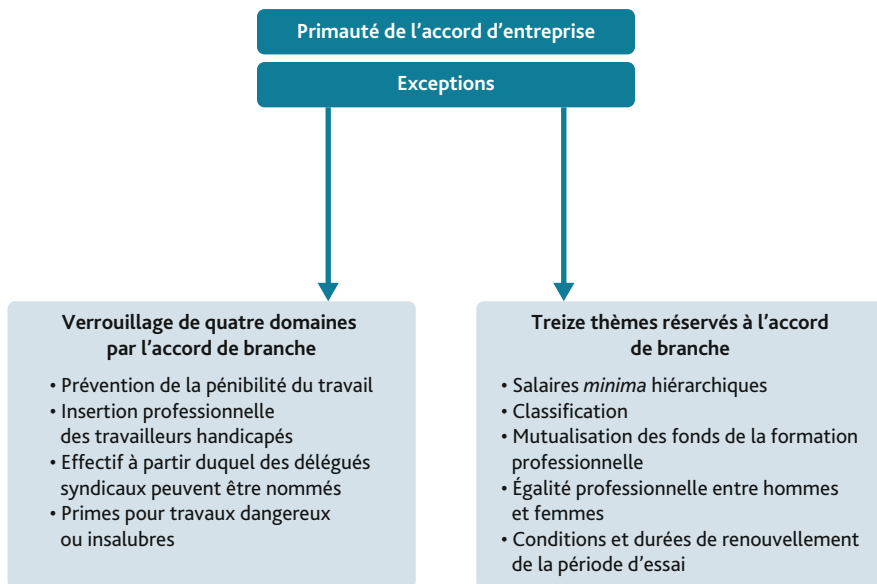 Primauté de l’accord d’entreprise
Exceptions
Verrouillage de quatre domaines
par l’accord de branche
• Prévention de la pénibilité du travail
• Insertion professionnelle
des travailleurs handicapés
• Effectif à partir duquel des délégués
syndicaux peuvent être nommés
• Primes pour travaux dangereux
ou insalubres
Treize thèmes réservés à l’accord
de branche
• Salaires minima hiérarchiques
• Classification
• Mutualisation des fonds de la formation
professionnelle
• Égalité professionnelle entre hommes
et femmes
• Conditions et durées de renouvellement
de la période d’essai